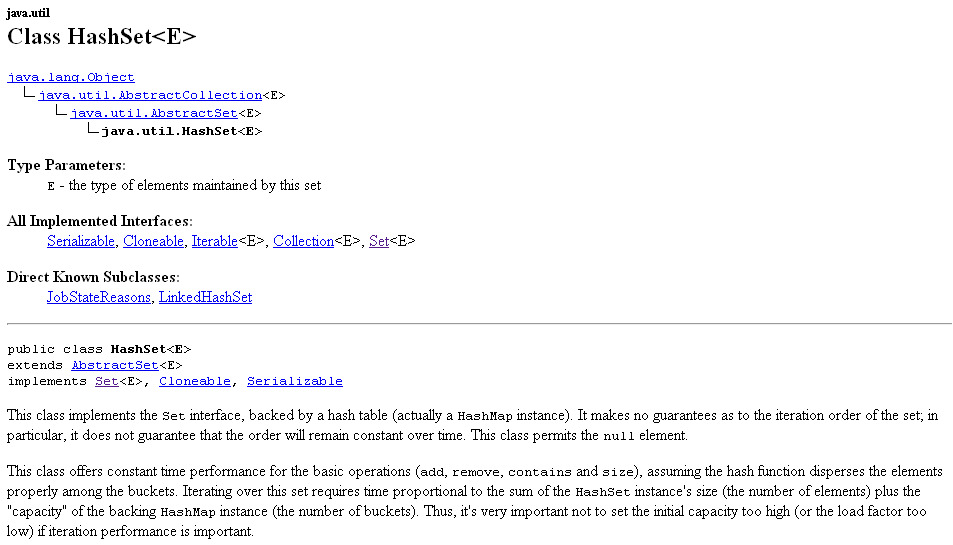 java.util
Class HashSet<E>
java.lang.Object
java.util.AbstractCollection<E>
java.util.AbstractSet<E>
java.util.HashSet<E>
Type Parameters:
E - the type of elements maintained by this set
All Implemented Interfaces:
Serializable, Cloneable, Iterable<E>, Collection<E>, Set<E>
Direct Known Subclasses:
JobStateReasons, LinkedHashSet
public class HashSet<E>
extends AbstractSet<E>
implements Set<E>, Cloneable, Serializable
This class implements the Set interface, backed by a hash table (actually a HashMap instance). It makes no guarantees as to the iteration order of the set; in
particular, it does not guarantee that the order will remain constant over time. This class permits the null element.
This class offers constant time performance for the basic operations (add, remove, contains and size), assuming the hash function disperses the elements
properly among the buckets. Iterating over this set requires time proportional to the sum of the HashSet instance's size (the number of elements) plus the
"capacity" of the backing HashMap instance (the number of buckets). Thus, it's very important not to set the initial capacity too high (or the load factor too
low) if iteration performance is important.